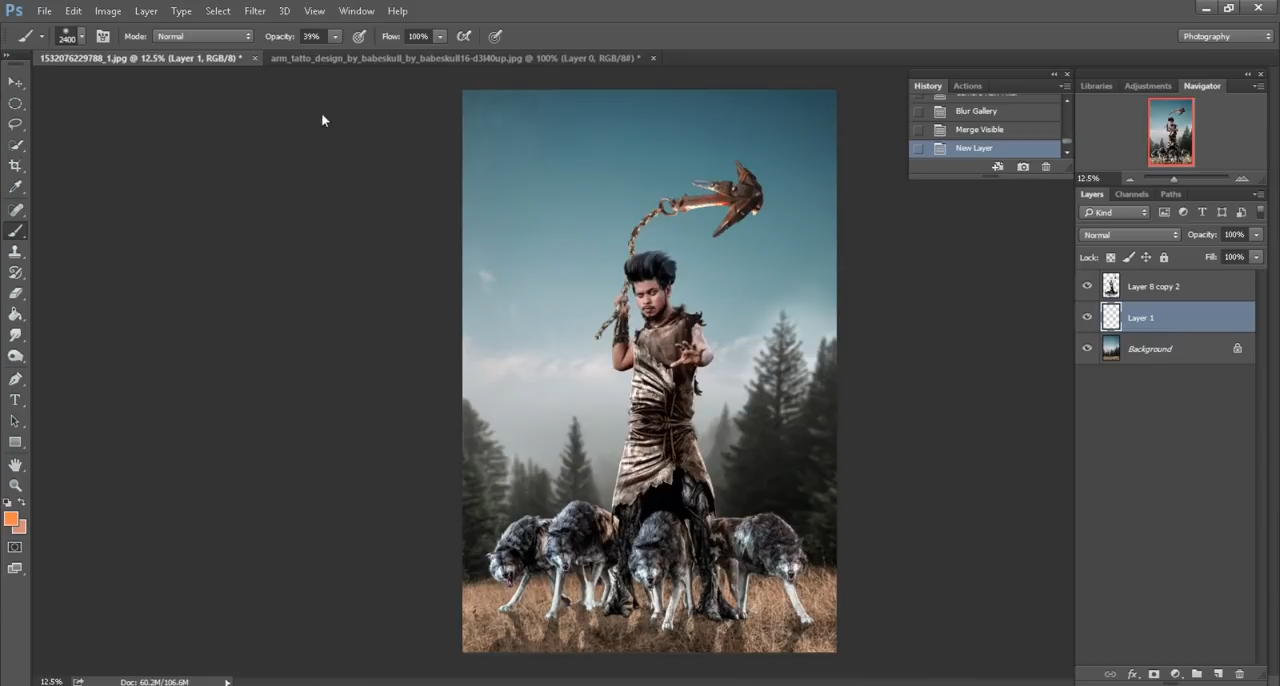 Ps File Edit Image Layer Type Select Filter 3D View Window Help
2400 Mode: Normal Opacity: 39% Flow: 100% Photography
1532076229788_1.jpg @ 12.5% (Layer 1, RGB/8) * arm_tatto_design_by_babeskull_by_babeskull16-d3l40up.jpg @ 100% (Layer 0, RGB/8#) *
History Actions
Blur Gallery
Merge Visible
New Layer
Libraries Adjustments Navigator
12.5%
Layers Channels Paths
Kind
Normal Opacity: 100%
Lock: Fill: 100%
Layer 8 copy 2
Layer 1
Background
12.5% Doc: 60.2M/106.6M